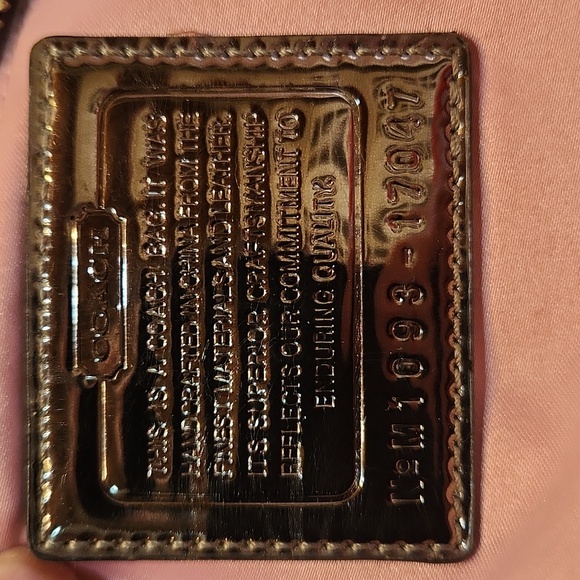 COACH
THIS IS A COACH BAG. IT WAS
HANDCRAFTED IN CHINA FROM THE
FINEST MATERIALS AND LEATHER.
ITS SUPERIOR CRAFTSMANSHIP
REFLECTS OUR COMMITMENT TO
ENDURING QUALITY.
No M1093-17047